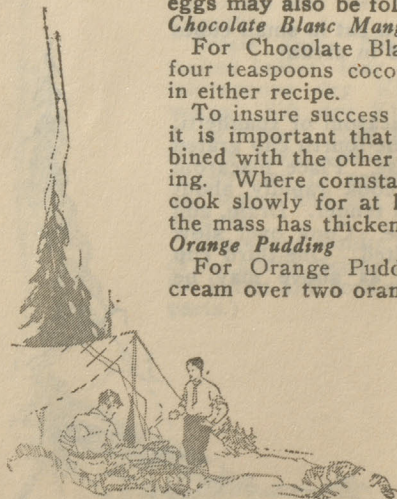 eggs may also be fol
Chocolate Blanc Mang
For Chocolate Bla
four teaspoons coco
in either recipe.
To insure success
it is important that
bined with the other
ing. Where cornsta
cook slowly for at l
the mass has thicken
Orange Pudding
For Orange Pudd
cream over two oran